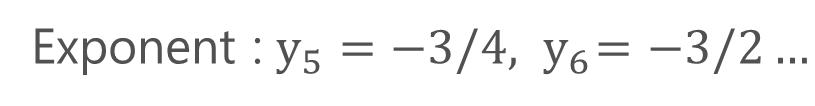 Exponent : y₅ = −3/4, y₆= −3/2 ...